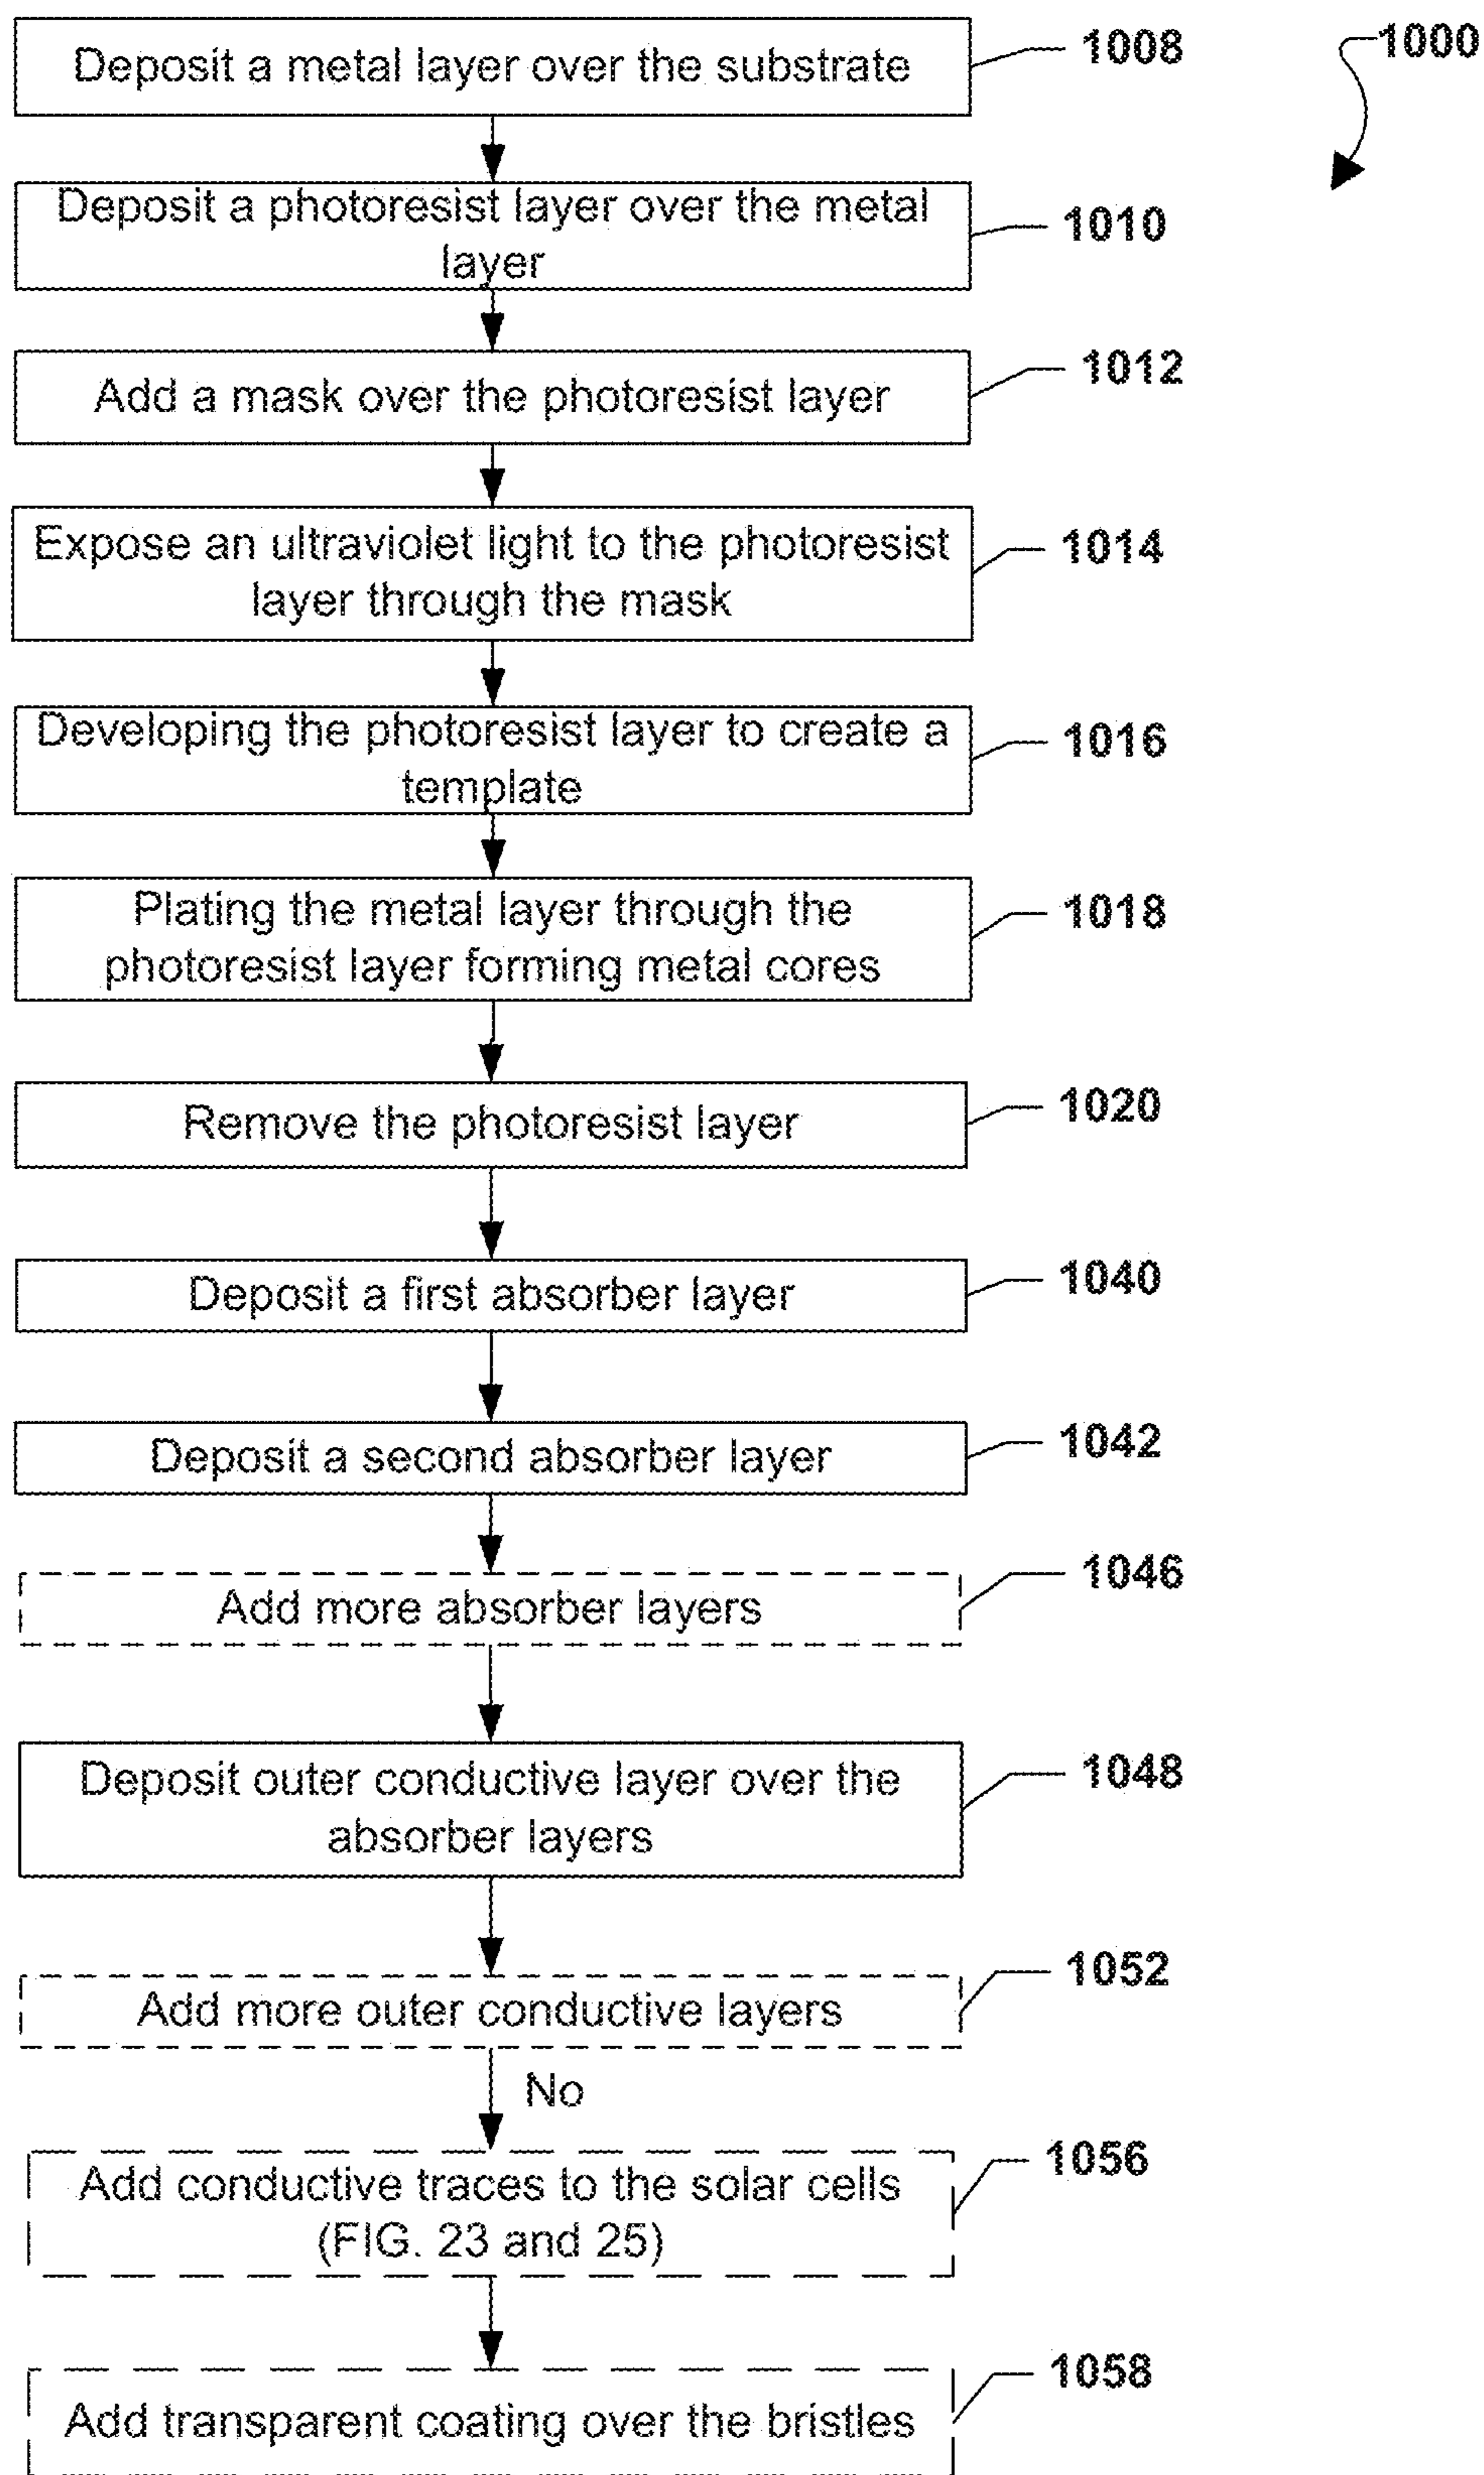 Deposit a metal layer over the substrate
1008
1000
Deposit a photoresist layer over the metal
layer
1010
Add a mask over the photoresist layer
1012
Expose an ultraviolet light to the photoresist
layer through the mask
1014
Developing the photoresist layer to create a
template
1016
Plating the metal layer through the
photoresist layer forming metal cores
1018
Remove the photoresist layer
1020
Deposit a first absorber layer
1040
Deposit a second absorber layer
1042
Add more absorber layers
1046
Deposit outer conductive layer over the
absorber layers
1048
Add more outer conductive layers
1052
No
Add conductive traces to the solar cells
(FIG. 23 and 25)
1056
Add transparent coating over the bristles
1058